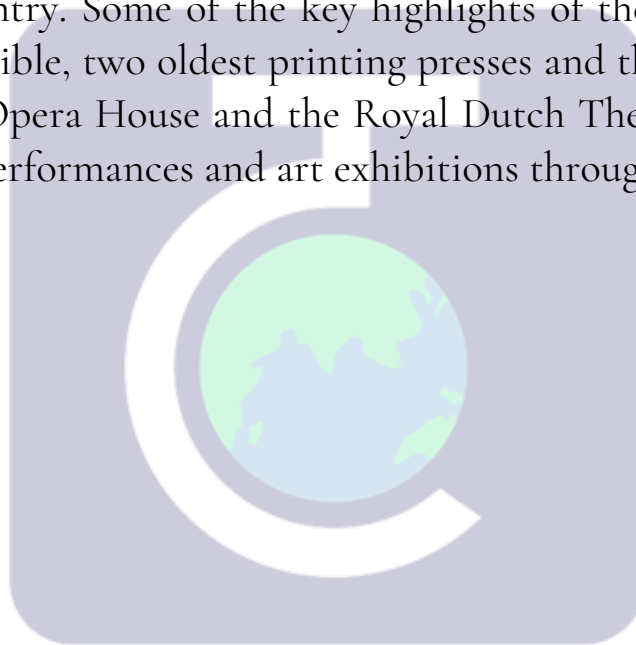 ntry. Some of the key highlights of the
ible, two oldest printing presses and th
Opera House and the Royal Dutch The
erformances and art exhibitions throug